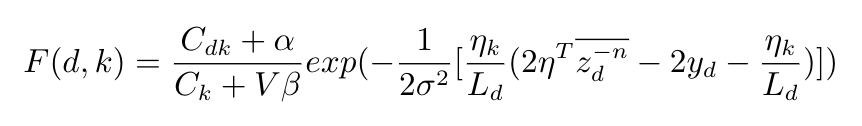 F(d, k) = \frac{C_{dk} + \alpha}{C_k + V\beta} exp(-\frac{1}{2\sigma^2}[\frac{\eta_k}{L_d}(2\eta^T \overline{z_d^{-n}} - 2y_d - \frac{\eta_k}{L_d})])